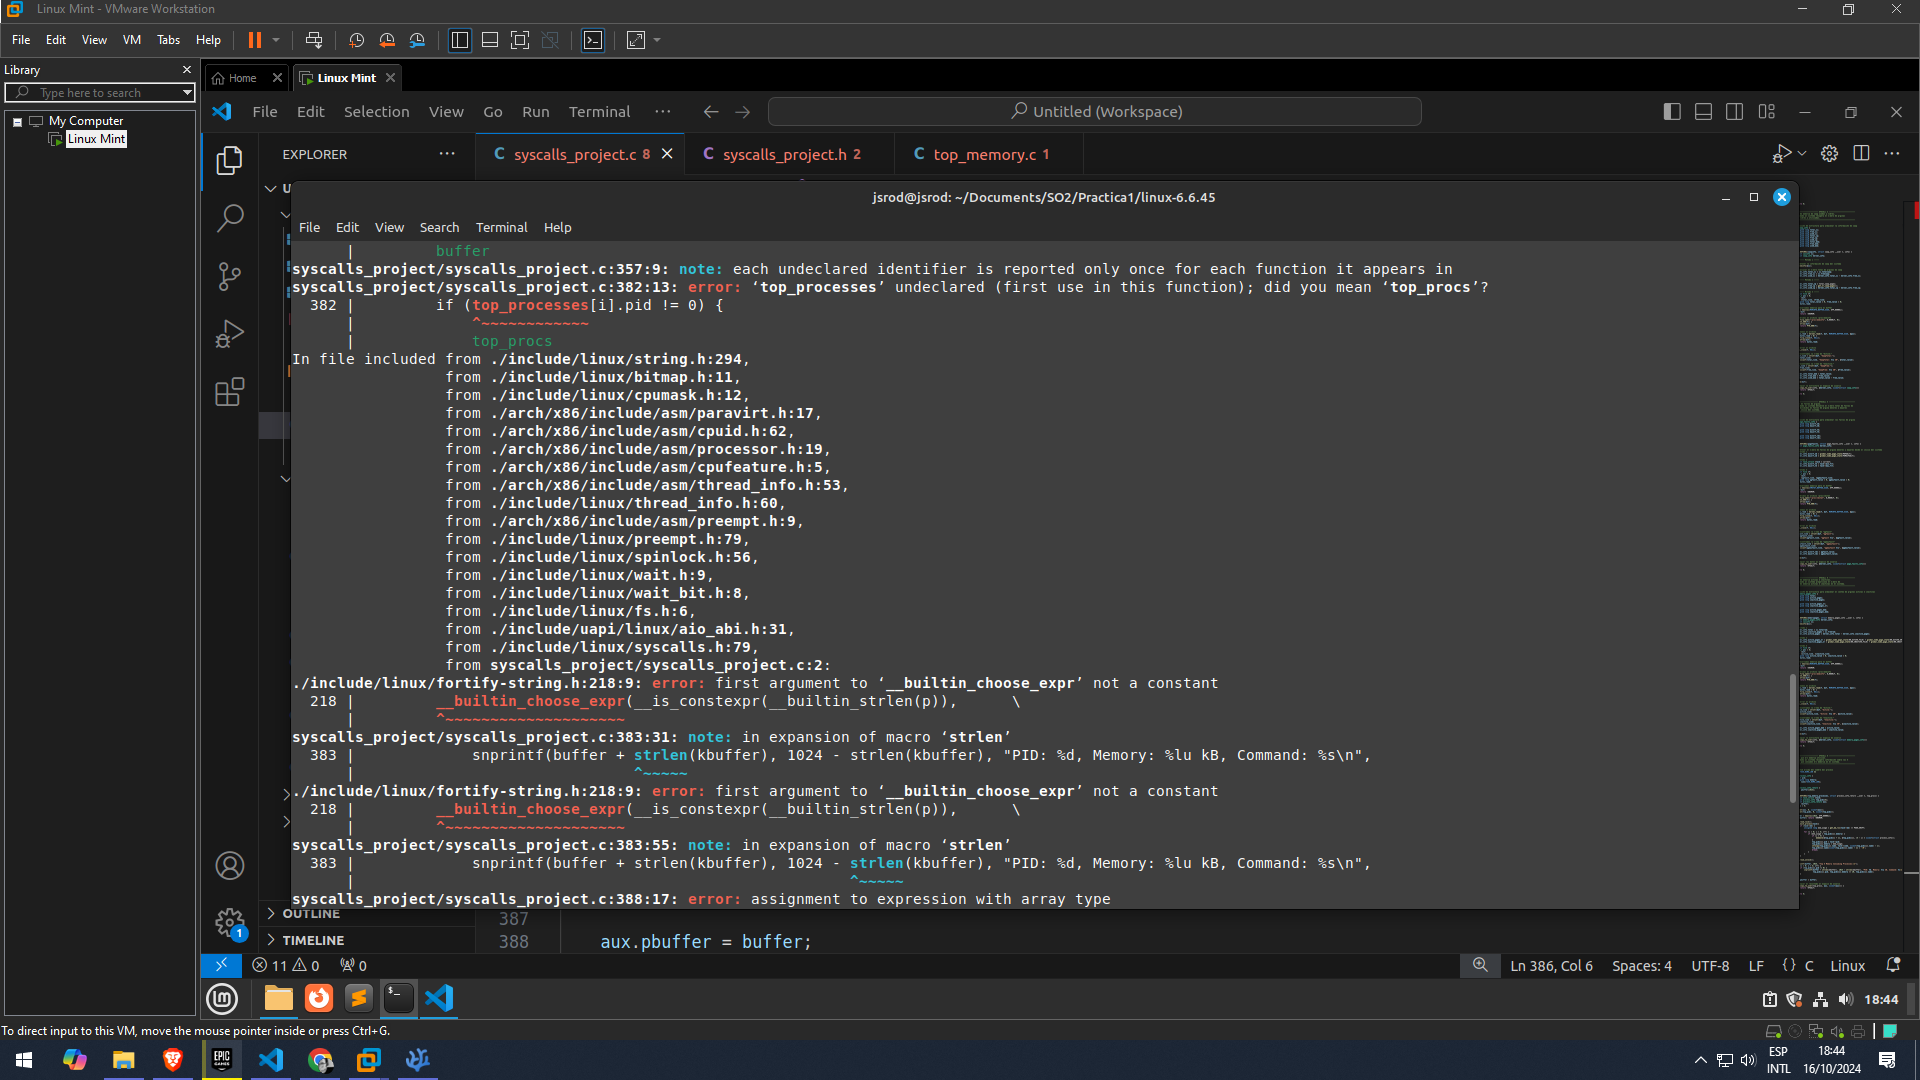 Linux Mint - VMware Workstation
File Edit View VM Tabs Help
Library
Type here to search
My Computer
Linux Mint
Home
Linux Mint
File Edit Selection View Go Run Terminal ···
Untitled (Workspace)
EXPLORER ···
C syscalls_project.c 8
C syscalls_project.h 2
C top_memory.c 1
U
jsrod@jsrod: ~/Documents/SO2/Practica1/linux-6.6.45
File Edit View Search Terminal Help
| buffer
syscalls_project/syscalls_project.c:357:9: note: each undeclared identifier is reported only once for each function it appears in
syscalls_project/syscalls_project.c:382:13: error: ‘top_processes’ undeclared (first use in this function); did you mean ‘top_procs’?
382 | if (top_processes[i].pid != 0) {
| ^~~~~~~~~~~~~
| top_procs
In file included from ./include/linux/string.h:294,
from ./include/linux/bitmap.h:11,
from ./include/linux/cpumask.h:12,
from ./arch/x86/include/asm/paravirt.h:17,
from ./arch/x86/include/asm/cpuid.h:62,
from ./arch/x86/include/asm/processor.h:19,
from ./arch/x86/include/asm/cpufeature.h:5,
from ./arch/x86/include/asm/thread_info.h:53,
from ./include/linux/thread_info.h:60,
from ./arch/x86/include/asm/preempt.h:9,
from ./include/linux/preempt.h:79,
from ./include/linux/spinlock.h:56,
from ./include/linux/wait.h:9,
from ./include/linux/wait_bit.h:8,
from ./include/linux/fs.h:6,
from ./include/uapi/linux/aio_abi.h:31,
from ./include/linux/syscalls.h:79,
from syscalls_project/syscalls_project.c:2:
./include/linux/fortify-string.h:218:9: error: first argument to ‘__builtin_choose_expr’ not a constant
218 | __builtin_choose_expr(__is_constexpr(__builtin_strlen(p)), \
| ^~~~~~~~~~~~~~~~~~~~~
syscalls_project/syscalls_project.c:383:31: note: in expansion of macro ‘strlen’
383 | snprintf(buffer + strlen(kbuffer), 1024 - strlen(kbuffer), "PID: %d, Memory: %lu kB, Command: %s\n",
| ^~~~~~
./include/linux/fortify-string.h:218:9: error: first argument to ‘__builtin_choose_expr’ not a constant
218 | __builtin_choose_expr(__is_constexpr(__builtin_strlen(p)), \
| ^~~~~~~~~~~~~~~~~~~~~
syscalls_project/syscalls_project.c:383:55: note: in expansion of macro ‘strlen’
383 | snprintf(buffer + strlen(kbuffer), 1024 - strlen(kbuffer), "PID: %d, Memory: %lu kB, Command: %s\n",
| ^~~~~~
syscalls_project/syscalls_project.c:388:17: error: assignment to expression with array type
OUTLINE
387
TIMELINE
388 aux.pbuffer = buffer;
1
11 0 0
Ln 386, Col 6 Spaces: 4 UTF-8 LF {} C Linux
18:44
To direct input to this VM, move the mouse pointer inside or press Ctrl+G.
EPIC GAMES
ESP
INTL
18:44
16/10/2024